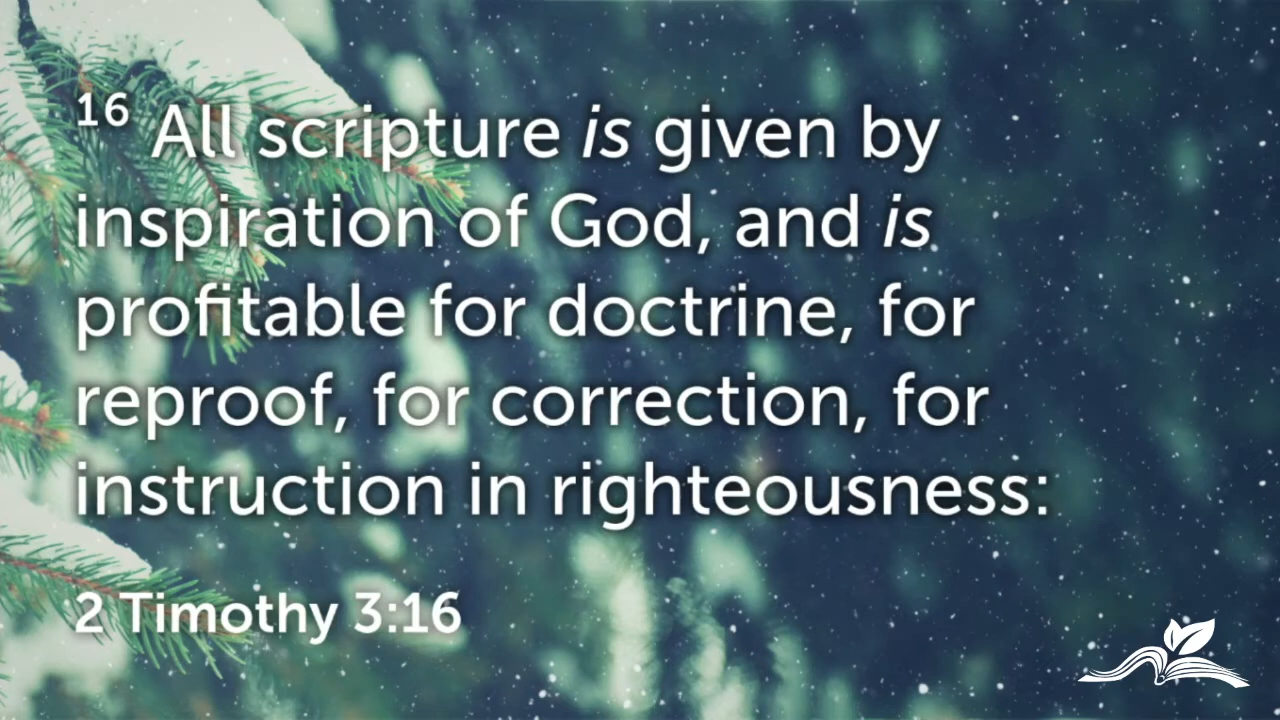 16 All scripture is given by
inspiration of God, and is
profitable for doctrine, for
reproof, for correction, for
instruction in righteousness:
2 Timothy 3:16